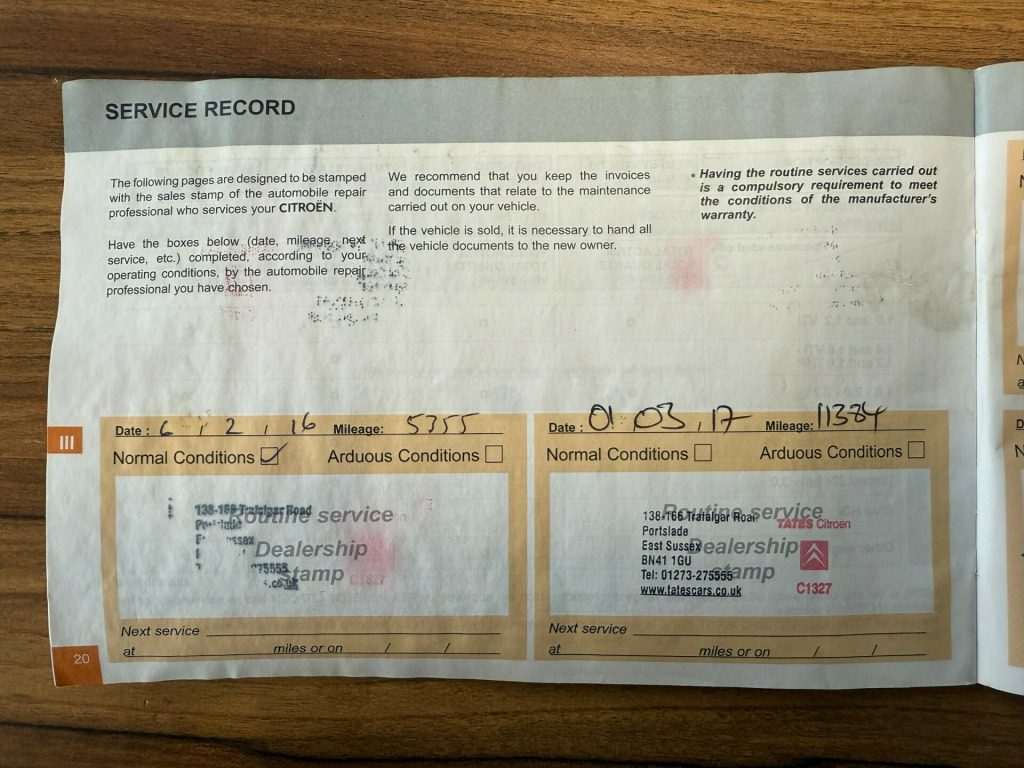 SERVICE RECORD
The following pages are designed to be stamped
with the sales stamp of the automobile repair
professional who services your CITROËN.
Have the boxes below (date, mileage, next
service, etc.) completed, according to your
operating conditions, by the automobile repair
professional you have chosen.
We recommend that you keep the invoices
and documents that relate to the maintenance
carried out on your vehicle.
If the vehicle is sold, it is necessary to hand all
the vehicle documents to the new owner.
• Having the routine services carried out
is a compulsory requirement to meet
the conditions of the manufacturer's
warranty.
III
Date : 6 / 2 / 16 Mileage: 5355
Normal Conditions ☑ Arduous Conditions ☐
Routine service
Dealership
stamp
138-166 Trafalgar Road
Portslade
275555
C1327
Next service
at miles or on / /
Date : 01 / 03 / 17 Mileage: 11384
Normal Conditions ☐ Arduous Conditions ☐
Routine service
Dealership
stamp
138-166 Trafalgar Road
Portslade
East Sussex
BN41 1GU
Tel: 01273-275555
www.tatescars.co.uk
TATES Citroen
C1327
Next service
at miles or on / /
20